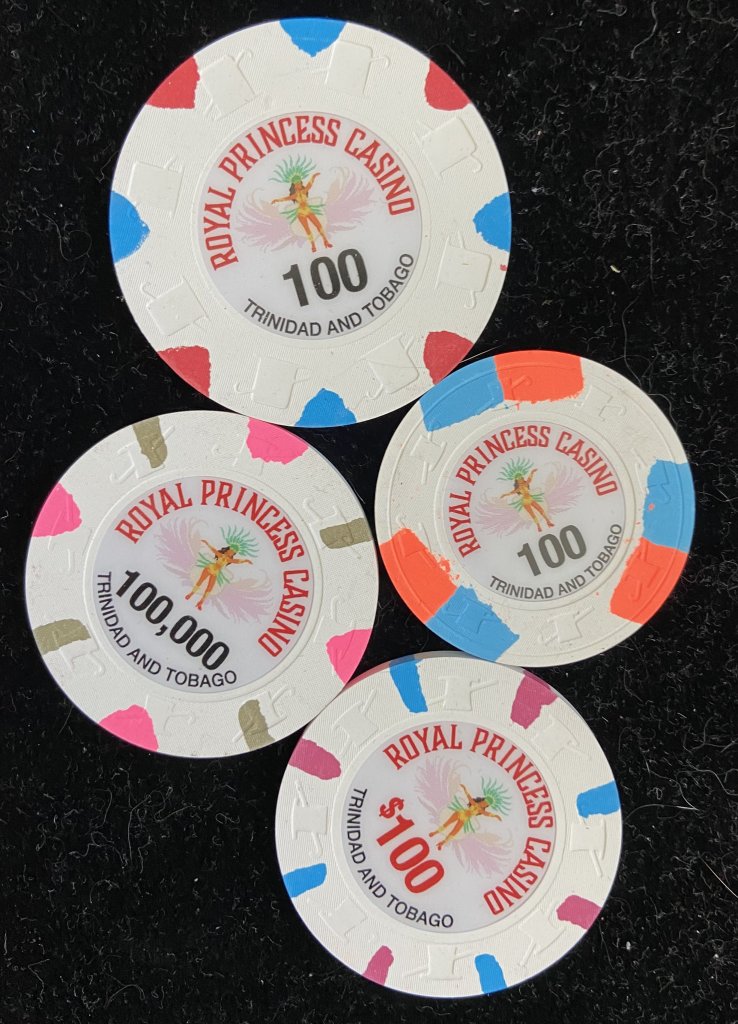 ROYAL PRINCESS CASINO
100
TRINIDAD AND TOBAGO
ROYAL PRINCESS CASINO
100
TRINIDAD AND TOBAGO
ROYAL PRINCESS CASINO
100,000
TRINIDAD AND TOBAGO
ROYAL PRINCESS CASINO
$100
TRINIDAD AND TOBAGO